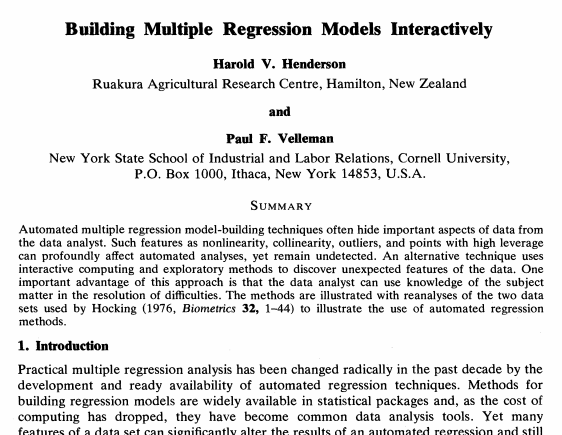 Building Multiple Regression Models Interactively
Harold V. Henderson
Ruakura Agricultural Research Centre, Hamilton, New Zealand
and
Paul F. Velleman
New York State School of Industrial and Labor Relations, Cornell University,
P.O. Box 1000, Ithaca, New York 14853, U.S.A.
SUMMARY
Automated multiple regression model-building techniques often hide important aspects of data from
the data analyst. Such features as nonlinearity, collinearity, outliers, and points with high leverage
can profoundly affect automated analyses, yet remain undetected. An alternative technique uses
interactive computing and exploratory methods to discover unexpected features of the data. One
important advantage of this approach is that the data analyst can use knowledge of the subject
matter in the resolution of difficulties. The methods are illustrated with reanalyses of the two data
sets used by Hocking (1976, Biometrics 32, 1–44) to illustrate the use of automated regression
methods.
1. Introduction
Practical multiple regression analysis has been changed radically in the past decade by the
development and ready availability of automated regression techniques. Methods for
building regression models are widely available in statistical packages and, as the cost of
computing has dropped, they have become common data analysis tools. Yet many
features of a data set can significantly alter the results of an automated regression and still